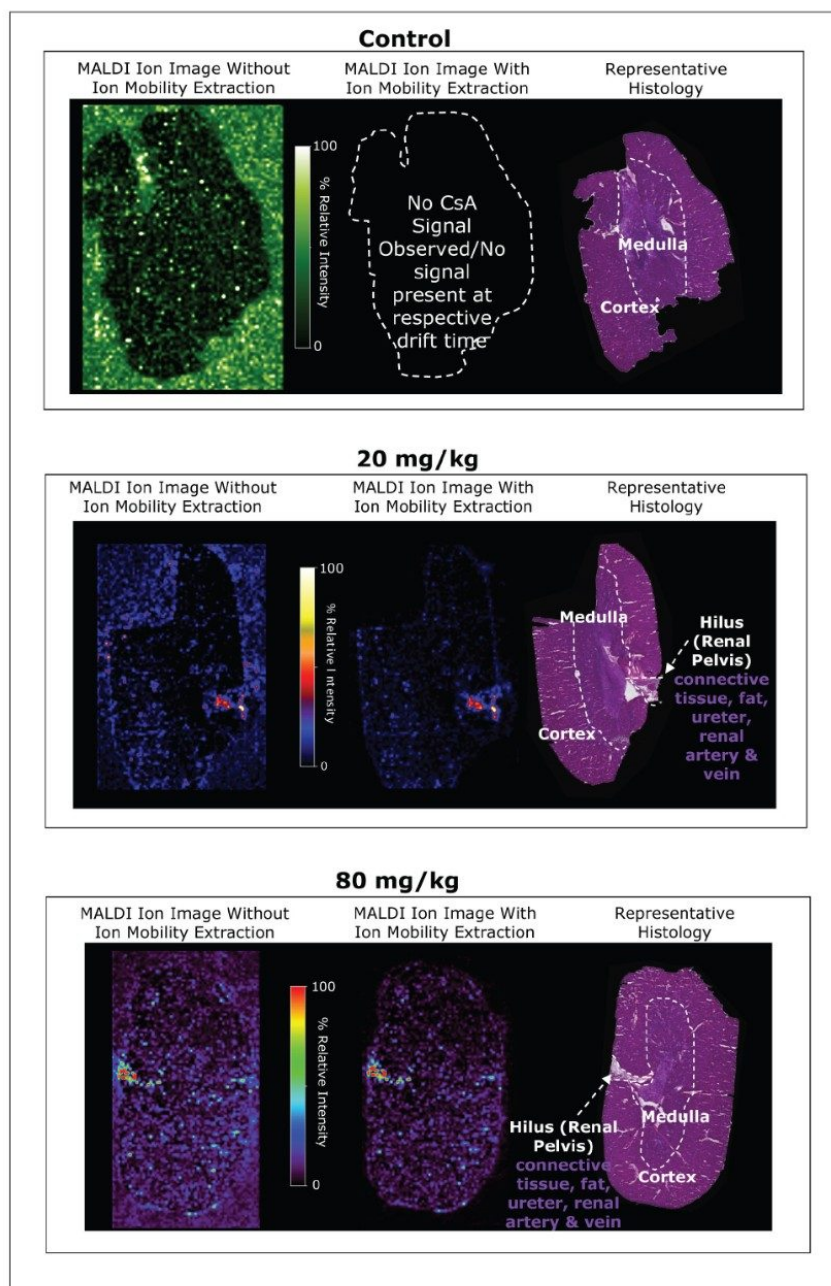 Control
MALDI Ion Image Without
Ion Mobility Extraction
MALDI Ion Image With
Ion Mobility Extraction
Representative
Histology
100
% Relative Intensity
0
No CsA
Signal
Observed/No
signal
present at
respective
drift time
Medulla
Cortex
20 mg/kg
MALDI Ion Image Without
Ion Mobility Extraction
MALDI Ion Image With
Ion Mobility Extraction
Representative
Histology
100
% Relative Intensity
0
Medulla
Cortex
Hilus
(Renal
Pelvis)
connective
tissue, fat,
ureter,
renal
artery &
vein
80 mg/kg
MALDI Ion Image Without
Ion Mobility Extraction
MALDI Ion Image With
Ion Mobility Extraction
Representative
Histology
100
% Relative Intensity
0
Hilus (Renal
Pelvis)
connective
tissue, fat,
ureter, renal
artery & vein
Medulla
Cortex